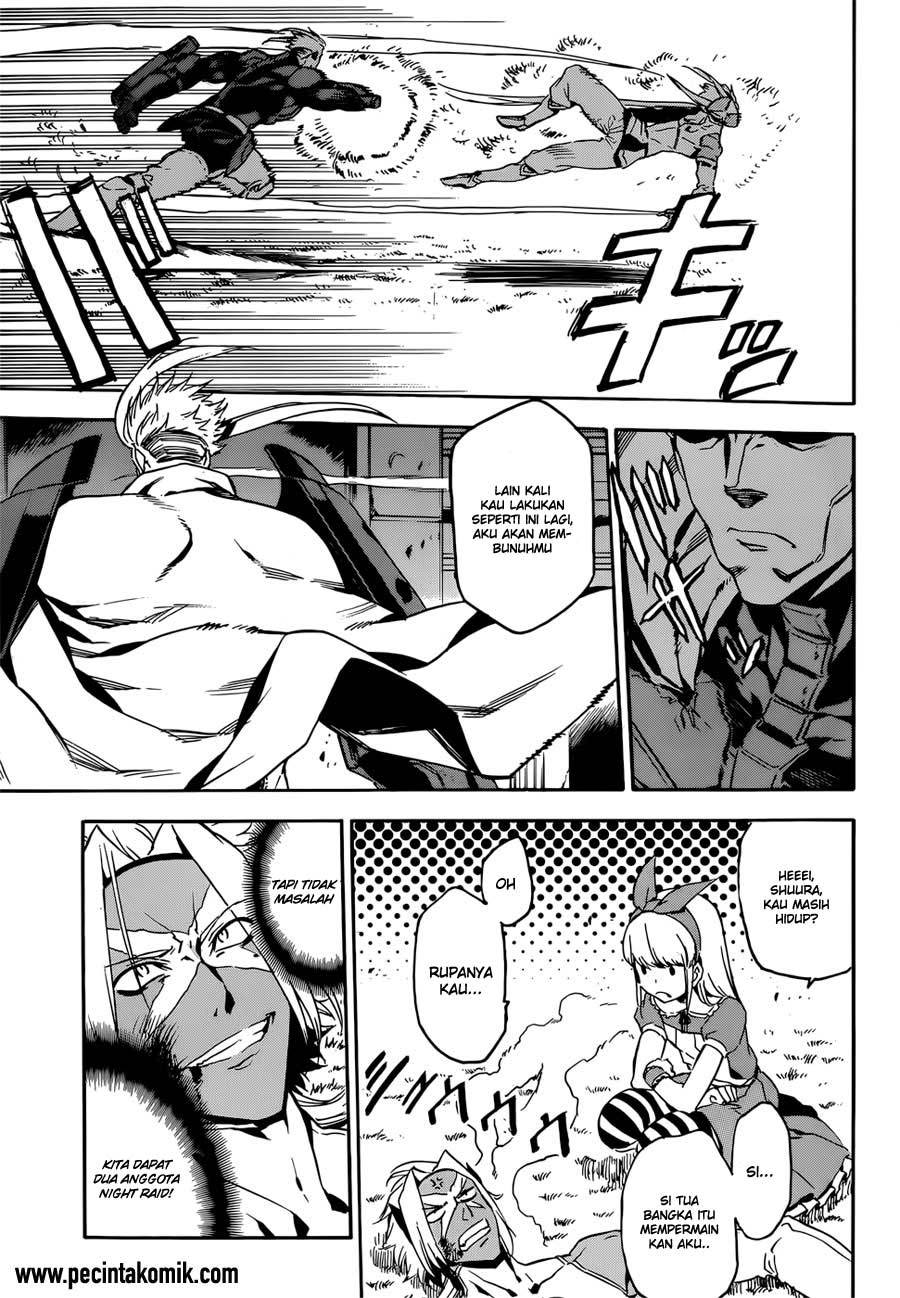 キッ
LAIN KALI
KAU LAKUKAN
SEPERTI INI LAGI,
AKU AKAN MEM-
BUNUHMU
HEEEI,
SHUURA,
KAU MASIH
HIDUP?
OH
RUPANYA
KAU...
SI...
SI TUA
BANGKA ITU
MEMPERMAIN
KAN AKU..
TAPI TIDAK
MASALAH
KITA DAPAT
DUA ANGGOTA
NIGHT RAID!
www.pecintakomik.com